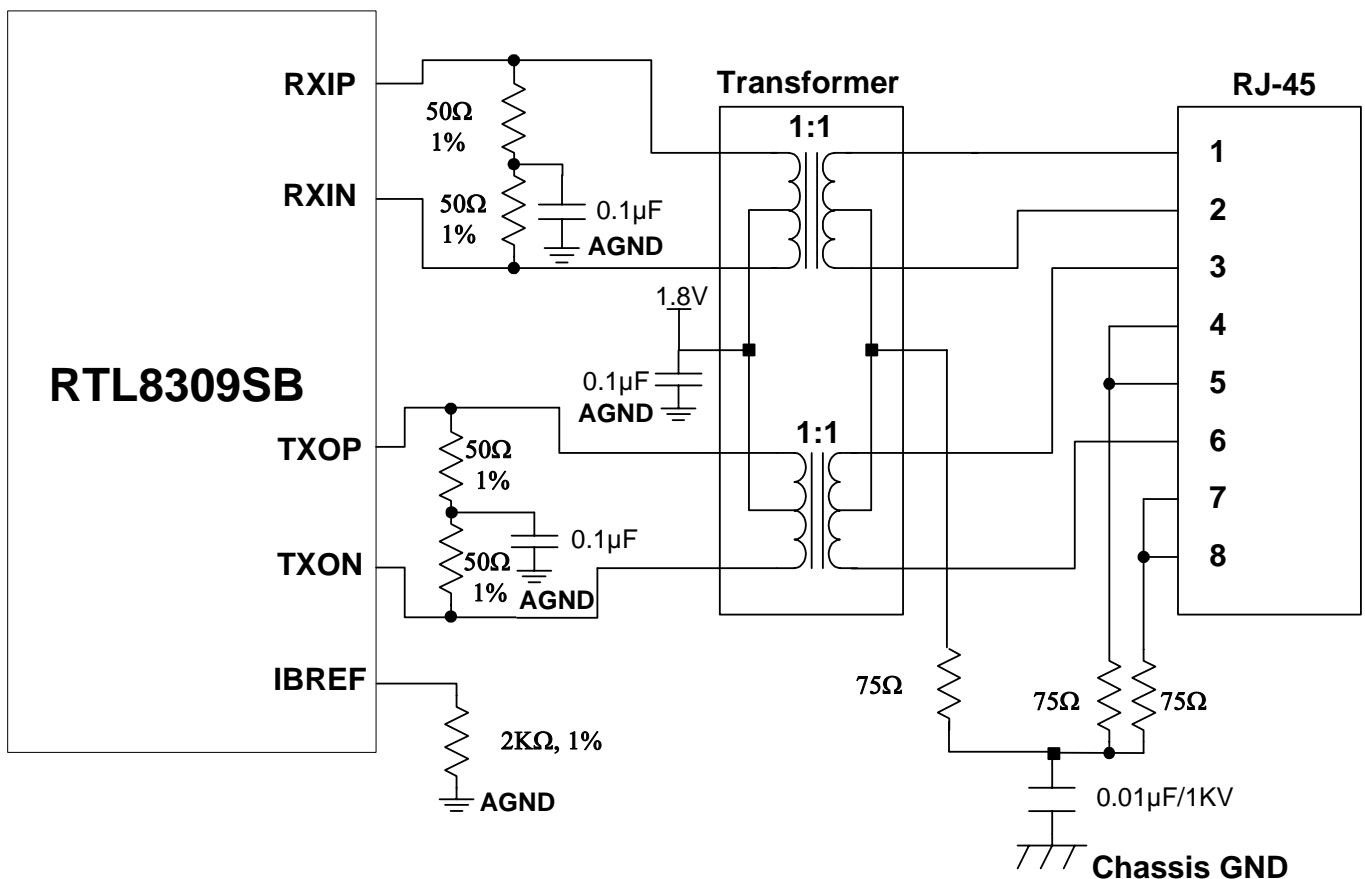 RTL8309SB
RXIP
RXIN
TXOP
TXON
IBREF
50Ω
1%
50Ω
1%
0.1µF
AGND
1.8V
0.1µF
AGND
50Ω
1%
50Ω
1%
0.1µF
AGND
2KΩ, 1%
AGND
Transformer
1:1
1:1
RJ-45
1
2
3
4
5
6
7
8
75Ω
75Ω
75Ω
0.01µF/1KV
Chassis GND